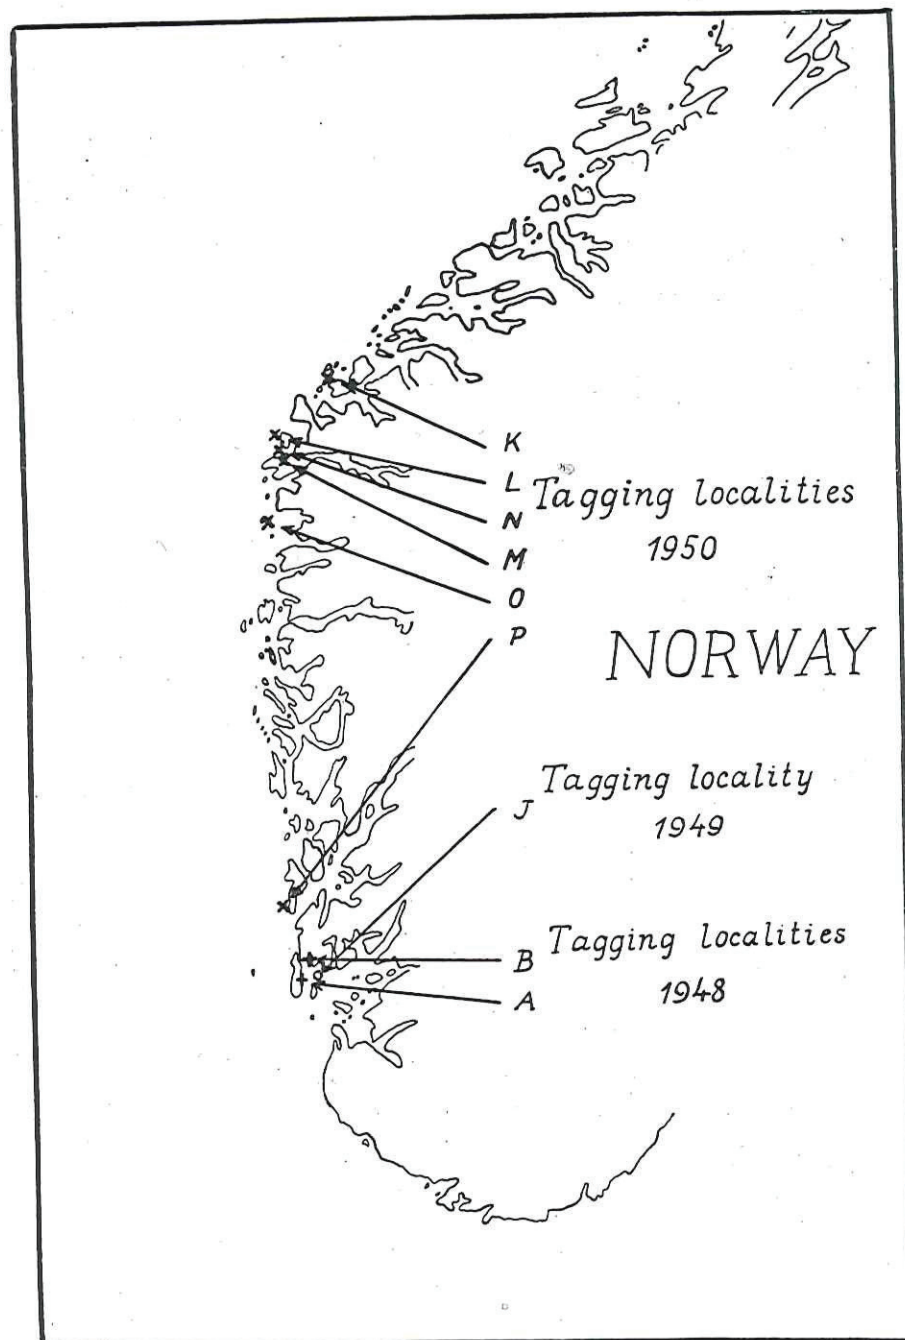 K
L
Tagging localities
N
1950
M
O
P
NORWAY
Tagging locality
J
1949
Tagging localities
B
1948
A